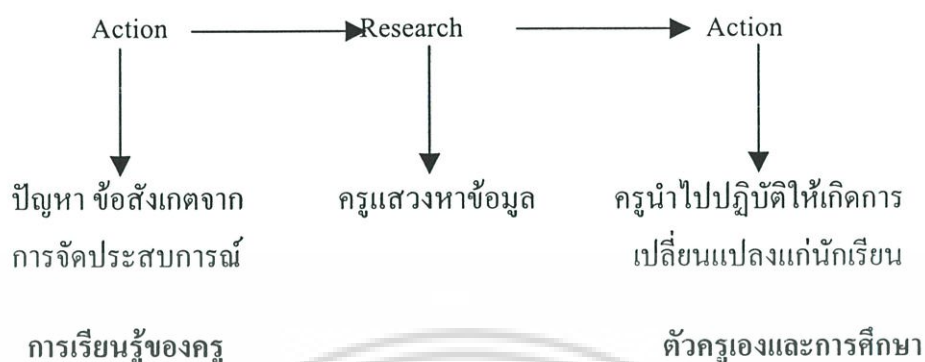 Action Research Action
ปัญหา ข้อสังเกตจาก ครูแสวงหาข้อมูล ครูนำไปปฏิบัติให้เกิดการ
การจัดประสบการณ์ เปลี่ยนแปลงแก่นักเรียน
การเรียนรู้ของครู ตัวครูเองและการศึกษา